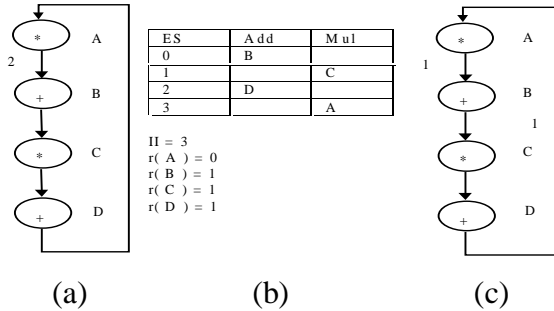 *
A
2
+
B
*
C
+
D
ES Add Mul
0 B
1 C
2 D
3 A
II = 3
r( A ) = 0
r( B ) = 1
r( C ) = 1
r( D ) = 1
*
A
1
+
B
1
*
C
+
D
(a) (b) (c)